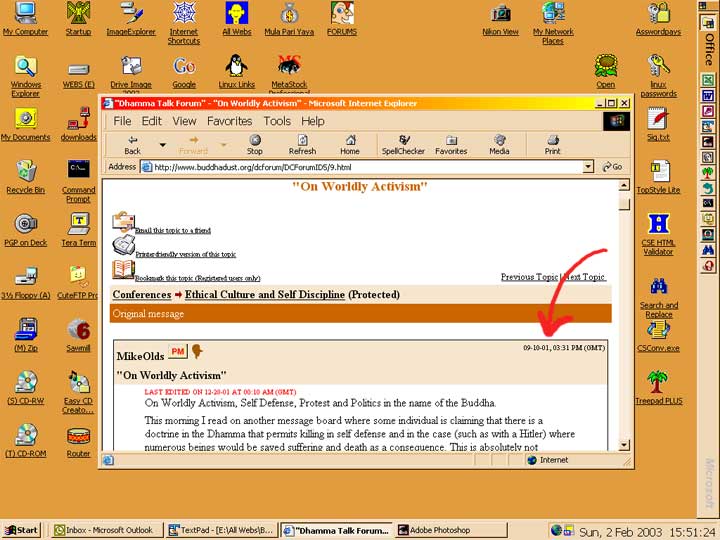 My Computer
Startup
ImageExplorer
Internet
Shortcuts
All Webs
Mula Pari Yaya
FORUMS
Nikon View
My Network
Places
Asswordpays
Office
Windows
Explorer
WEBS (E)
Drive Image
2002
Google
Linux Links
MetaStock
Professional
Open
linux
passwords
My Documents
downloads
Sig.txt
Recycle Bin
Command
Prompt
TopStyle Lite
PGP on Deck
Tera Term
CSE HTML
Validator
3½ Floppy (A)
CuteFTP Pro
Search and
Replace
(M) Zip
Sawmill
CSConv.exe
(S) CD-RW
Easy CD
Creato...
Treepad PLUS
(T) CD-ROM
Router
Microsoft
"Dhamma Talk Forum" - "On Worldly Activism" - Microsoft Internet Explorer
File Edit View Favorites Tools Help
Back Forward Stop Refresh Home SpellChecker Favorites Media Print
Address http://www.buddhadust.org/dcforum/DCForumID5/9.html Go
"On Worldly Activism"
Email this topic to a friend
Printer-friendly version of this topic
Bookmark this topic (Registered users only)
Previous Topic | Next Topic
Conferences Ethical Culture and Self Discipline (Protected)
Original message
MikeOlds PM
09-10-01, 03:31 PM (GMT)
"On Worldly Activism"
LAST EDITED ON 12-20-01 AT 00:10 AM (GMT)
On Worldly Activism, Self Defense, Protest and Politics in the name of the Buddha.
This morning I read on another message board where some individual is claiming that there is a
doctrine in the Dhamma that permits killing in self defense and in the case (such as with a Hitler) where
numerous beings would be saved suffering and death as a consequence. This is absolutely not
Internet
Start
Inbox - Microsoft Outlook
TextPad - [E:\All Webs\B...
"Dhamma Talk Forum...
Adobe Photoshop
Sun, 2 Feb 2003 15:51:24